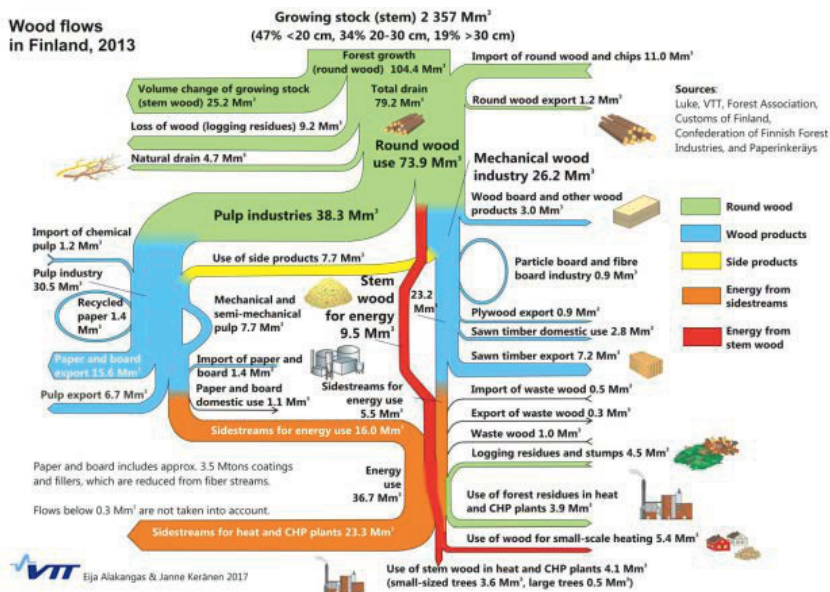 Wood flows
in Finland, 2013
Growing stock (stem) 2 357 Mm³
(47% <20 cm, 34% 20-30 cm, 19% >30 cm)
Forest growth
(round wood) 104.4 Mm³
Import of round wood and chips 11.0 Mm³
Volume change of growing stock
(stem wood) 25.2 Mm³
Total drain
79.2 Mm³
Round wood export 1.2 Mm³
Sources:
Luke, VTT, Forest Association,
Customs of Finland,
Confederation of Finnish Forest
Industries, and Paperinkeräys
Loss of wood (logging residues) 9.2 Mm³
Natural drain 4.7 Mm³
Round wood
use 73.9 Mm³
Mechanical wood
industry 26.2 Mm³
Wood board and other wood
products 3.0 Mm³
Pulp industries 38.3 Mm³
Round wood
Wood products
Side products
Energy from
sidestreams
Energy from
stem wood
Import of chemical
pulp 1.2 Mm³
Pulp industry
30.5 Mm³
Use of side products 7.7 Mm³
Particle board and fibre
board industry 0.9 Mm³
Recycled
paper 1.4
Mm³
Mechanical and
semi-mechanical
pulp 7.7 Mm³
Stem
wood
for energy
9.5 Mm³
23.2
Mm³
Plywood export 0.9 Mm³
Sawn timber domestic use 2.8 Mm³
Sawn timber export 7.2 Mm³
Paper and board
export 15.6 Mm³
Import of paper and
board 1.4 Mm³
Paper and board
domestic use 1.1 Mm³
Pulp export 6.7 Mm³
Sidestreams for
energy use
5.5 Mm³
Import of waste wood 0.5 Mm³
Export of waste wood 0.3 Mm³
Waste wood 1.0 Mm³
Logging residues and stumps 4.5 Mm³
Sidestreams for energy use 16.0 Mm³
Paper and board includes approx. 3.5 Mtons coatings
and fillers, which are reduced from fiber streams.
Flows below 0.3 Mm³ are not taken into account.
Energy
use
36.7 Mm³
Use of forest residues in heat
and CHP plants 3.9 Mm³
Sidestreams for heat and CHP plants 23.3 Mm³
Use of wood for small-scale heating 5.4 Mm³
Use of stem wood in heat and CHP plants 4.1 Mm³
(small-sized trees 3.6 Mm³, large trees 0.5 Mm³)
VTT Eija Alakangas & Janne Keränen 2017